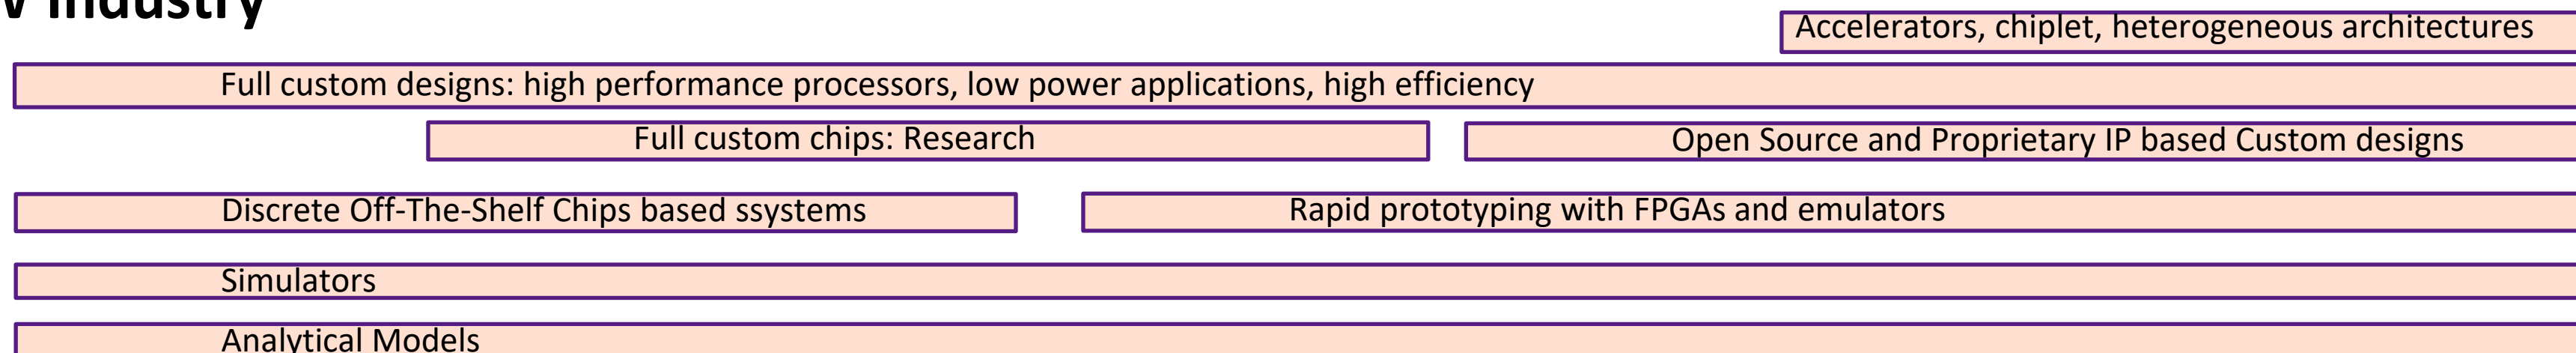 Industry
Accelerators, chiplet, heterogeneous architectures
Full custom designs: high performance processors, low power applications, high efficiency
Full custom chips: Research
Open Source and Proprietary IP based Custom designs
Discrete Off-The-Shelf Chips based ssystems
Rapid prototyping with FPGAs and emulators
Simulators
Analytical Models